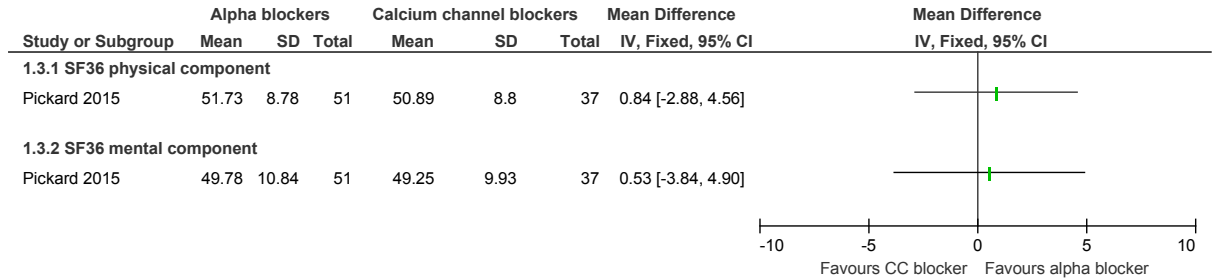 Alpha blockers Calcium channel blockers Mean Difference Mean Difference
Study or Subgroup Mean SD Total Mean SD Total IV, Fixed, 95% CI IV, Fixed, 95% CI
1.3.1 SF36 physical component
Pickard 2015 51.73 8.78 51 50.89 8.8 37 0.84 [-2.88, 4.56]
1.3.2 SF36 mental component
Pickard 2015 49.78 10.84 51 49.25 9.93 37 0.53 [-3.84, 4.90]
-10 -5 0 5 10
Favours CC blocker Favours alpha blocker